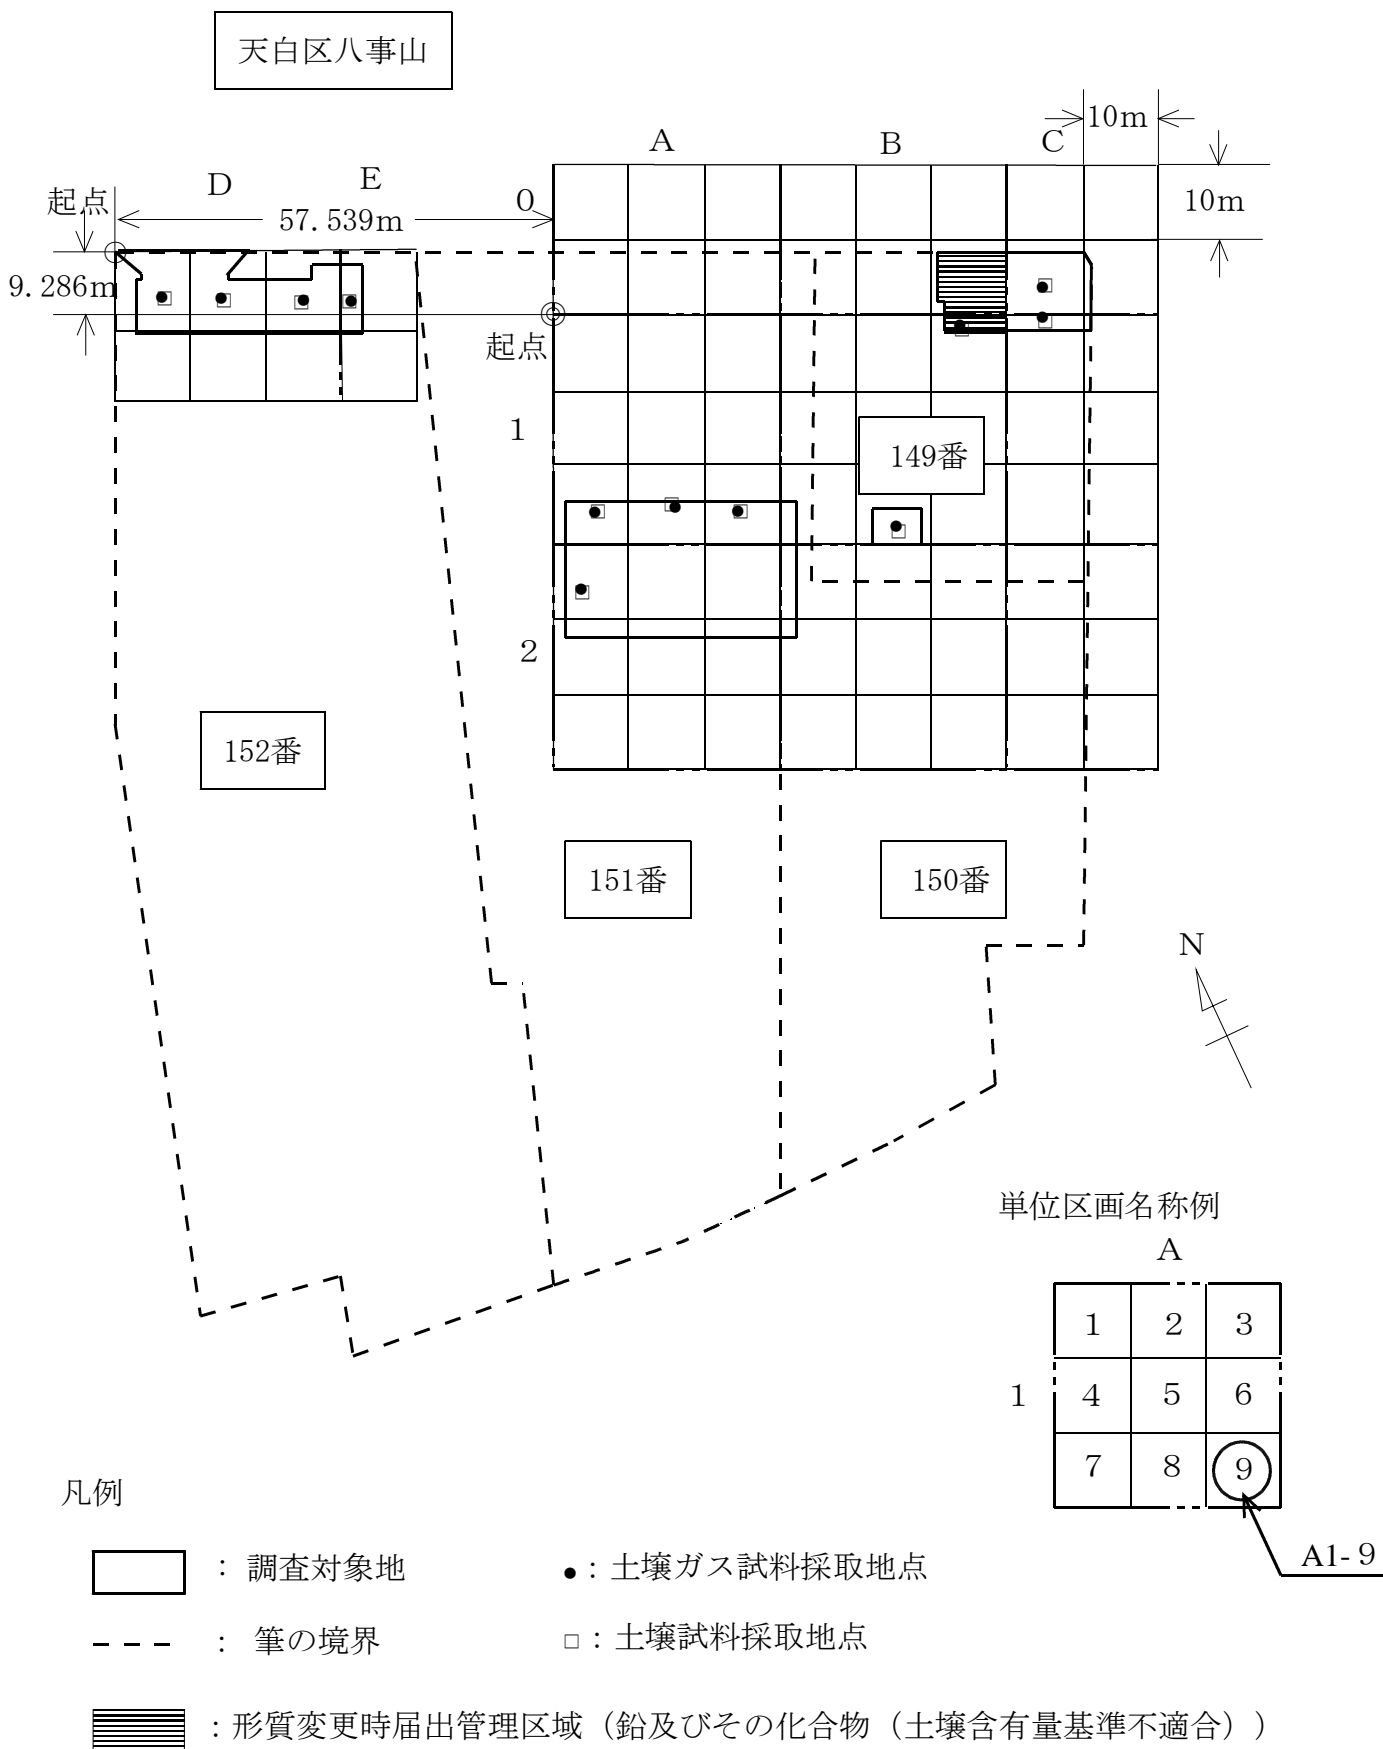 天白区八事山
10m
A
B
C
D
E
起点
0
10m
57.539m
9.286m
起点
1
149番
2
152番
151番
150番
N
単位区画名称例
A
1 2 3
1 4 5 6
7 8 9
A1-９
凡例
： 調査対象地
●：土壌ガス試料採取地点
： 筆の境界
□：土壌試料採取地点
：形質変更時届出管理区域（鉛及びその化合物（土壌含有量基準不適合））